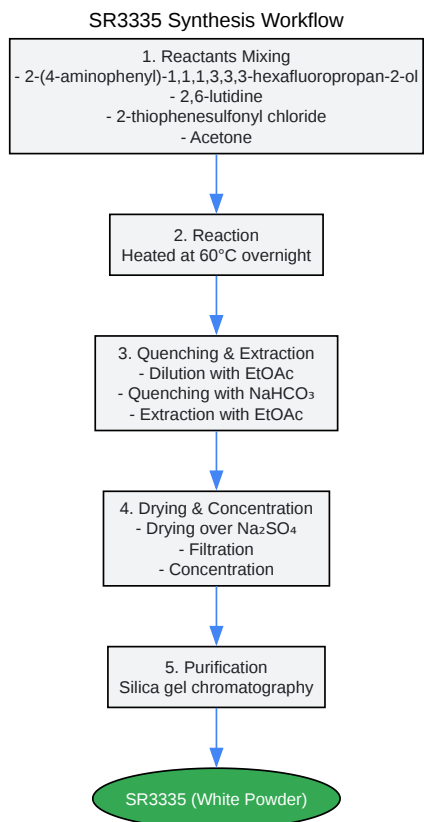 SR3335 Synthesis Workflow
1. Reactants Mixing
- 2-(4-aminophenyl)-1,1,1,3,3,3-hexafluoropropan-2-ol
- 2,6-lutidine
- 2-thiophenesulfonyl chloride
- Acetone
2. Reaction
Heated at 60°C overnight
3. Quenching & Extraction
- Dilution with EtOAc
- Quenching with NaHCO₃
- Extraction with EtOAc
4. Drying & Concentration
- Drying over Na₂SO₄
- Filtration
- Concentration
5. Purification
Silica gel chromatography
SR3335 (White Powder)